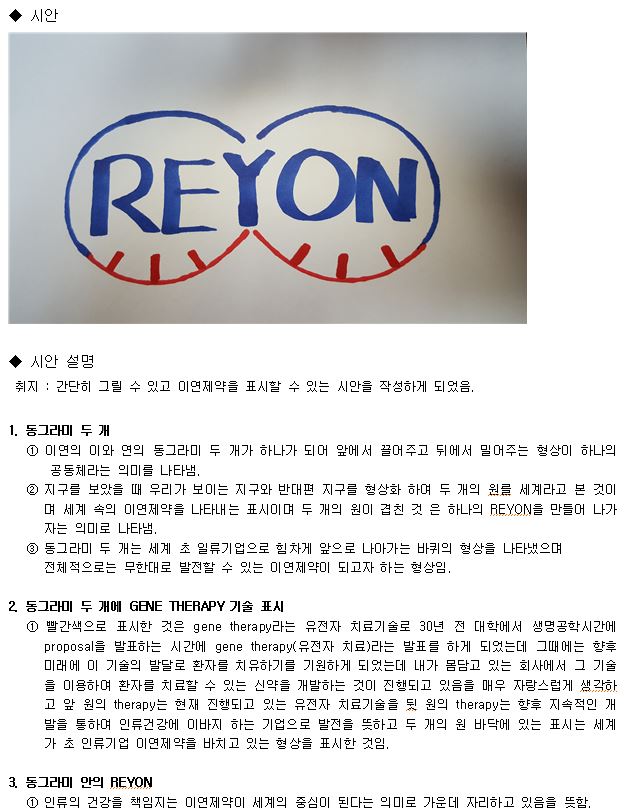 ◆ 시안
REYON
◆ 시안 설명
취지 : 간단히 그릴 수 있고 이연제약을 표시할 수 있는 시안을 작성하게 되었음.
1. 동그라미 두 개
① 이연의 이와 연의 동그라미 두 개가 하나가 되어 앞에서 끌어주고 뒤에서 밀어주는 형상이 하나의
공동체라는 의미를 나타냄.
② 지구를 보았을 때 우리가 보이는 지구와 반대편 지구를 형상화 하여 두 개의 원를 세계라고 본 것이
며 세계 속의 이연제약을 나타내는 표시이며 두 개의 원이 겹친 것 은 하나의 REYON을 만들어 나가
자는 의미로 나타냄.
③ 동그라미 두 개는 세계 초 일류기업으로 힘차게 앞으로 나아가는 바퀴의 형상을 나타냈으며
전체적으로는 무한대로 발전할 수 있는 이연제약이 되고자 하는 형상임.
2. 동그라미 두 개에 GENE THERAPY 기술 표시
① 빨간색으로 표시한 것은 gene therapy라는 유전자 치료기술로 30년 전 대학에서 생명공학시간에
proposal을 발표하는 시간에 gene therapy(유전자 치료)라는 발표를 하게 되었는데 그때에는 향후
미래에 이 기술의 발달로 환자를 치유하기를 기원하게 되었는데 내가 몸담고 있는 회사에서 그 기술
을 이용하여 환자를 치료할 수 있는 신약을 개발하는 것이 진행되고 있음을 매우 자랑스럽게 생각하
고 앞 원의 therapy는 현재 진행되고 있는 유전자 치료기술을 뒷 원의 therapy는 향후 지속적인 개
발을 통하여 인류건강에 이바지 하는 기업으로 발전을 뜻하고 두 개의 원 바닥에 있는 표시는 세계
가 초 인류기업 이연제약을 바치고 있는 형상을 표시한 것임.
3. 동그라미 안의 REYON
① 인류의 건강을 책임지는 이연제약이 세계의 중심이 된다는 의미로 가운데 자리하고 있음을 뜻함.